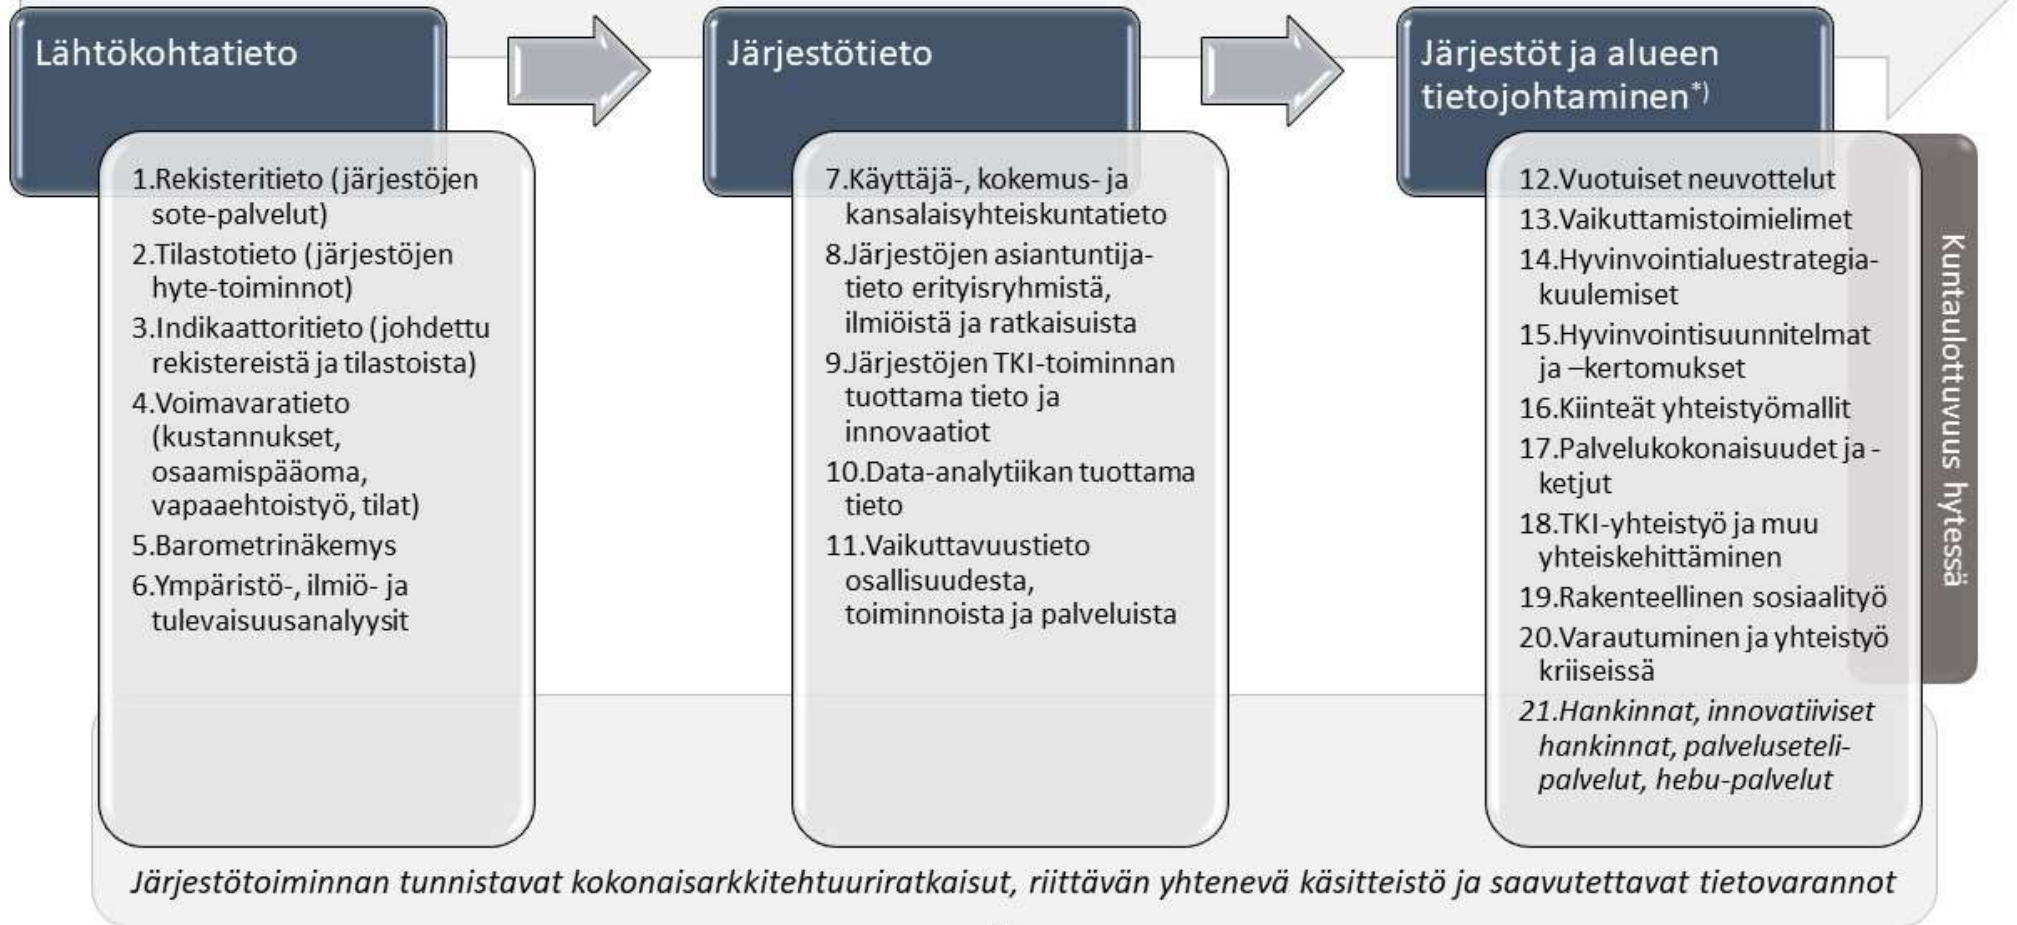 Lähtökohtatieto
1.Rekisteritieto (järjestöjen
sote-palvelut)
2.Tilastotieto (järjestöjen
hyte-toiminnot)
3.Indikaattoritieto (johdettu
rekistereistä ja tilastoista)
4.Voimavaratieto
(kustannukset,
osaamispääoma,
vapaaehtoistyö, tilat)
5.Barometrinäkemys
6.Ympäristö-, ilmiö- ja
tulevaisuusanalyysit
Järjestötieto
7.Käyttäjä-, kokemus- ja
kansalaisyhteiskuntatieto
8.Järjestöjen asiantuntija-
tieto erityisryhmistä,
ilmiöistä ja ratkaisuista
9.Järjestöjen TKI-toiminnan
tuottama tieto ja
innovaatiot
10.Data-analytiikan tuottama
tieto
11.Vaikuttavuustieto
osallisuudesta,
toiminnoista ja palveluista
Järjestöt ja alueen
tietojohtaminen*)
12.Vuotuiset neuvottelut
13.Vaikuttamistoimielimet
14.Hyvinvointialuestrategia-
kuulemiset
15.Hyvinvointisuunnitelmat
ja –kertomukset
16.Kiinteät yhteistyömallit
17.Palvelukokonaisuudet ja -
ketjut
18.TKI-yhteistyö ja muu
yhteiskehittäminen
19.Rakenteellinen sosiaalityö
20.Varautuminen ja yhteistyö
kriiseissä
21.Hankinnat, innovatiiviset
hankinnat, palveluseteli-
palvelut, hebu-palvelut
Kuntaulottuvuus hytessä
Järjestötoiminnan tunnistavat kokonaisarkkitehtuuriratkaisut, riittävän yhtenevä käsitteistö ja saavutettavat tietovarannot